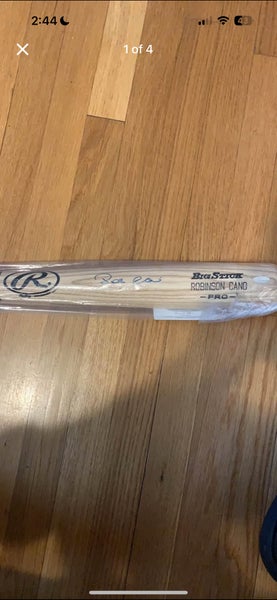 2:44
1 of 4
R.
BIG STICK
ROBINSON CANO
-PRO-